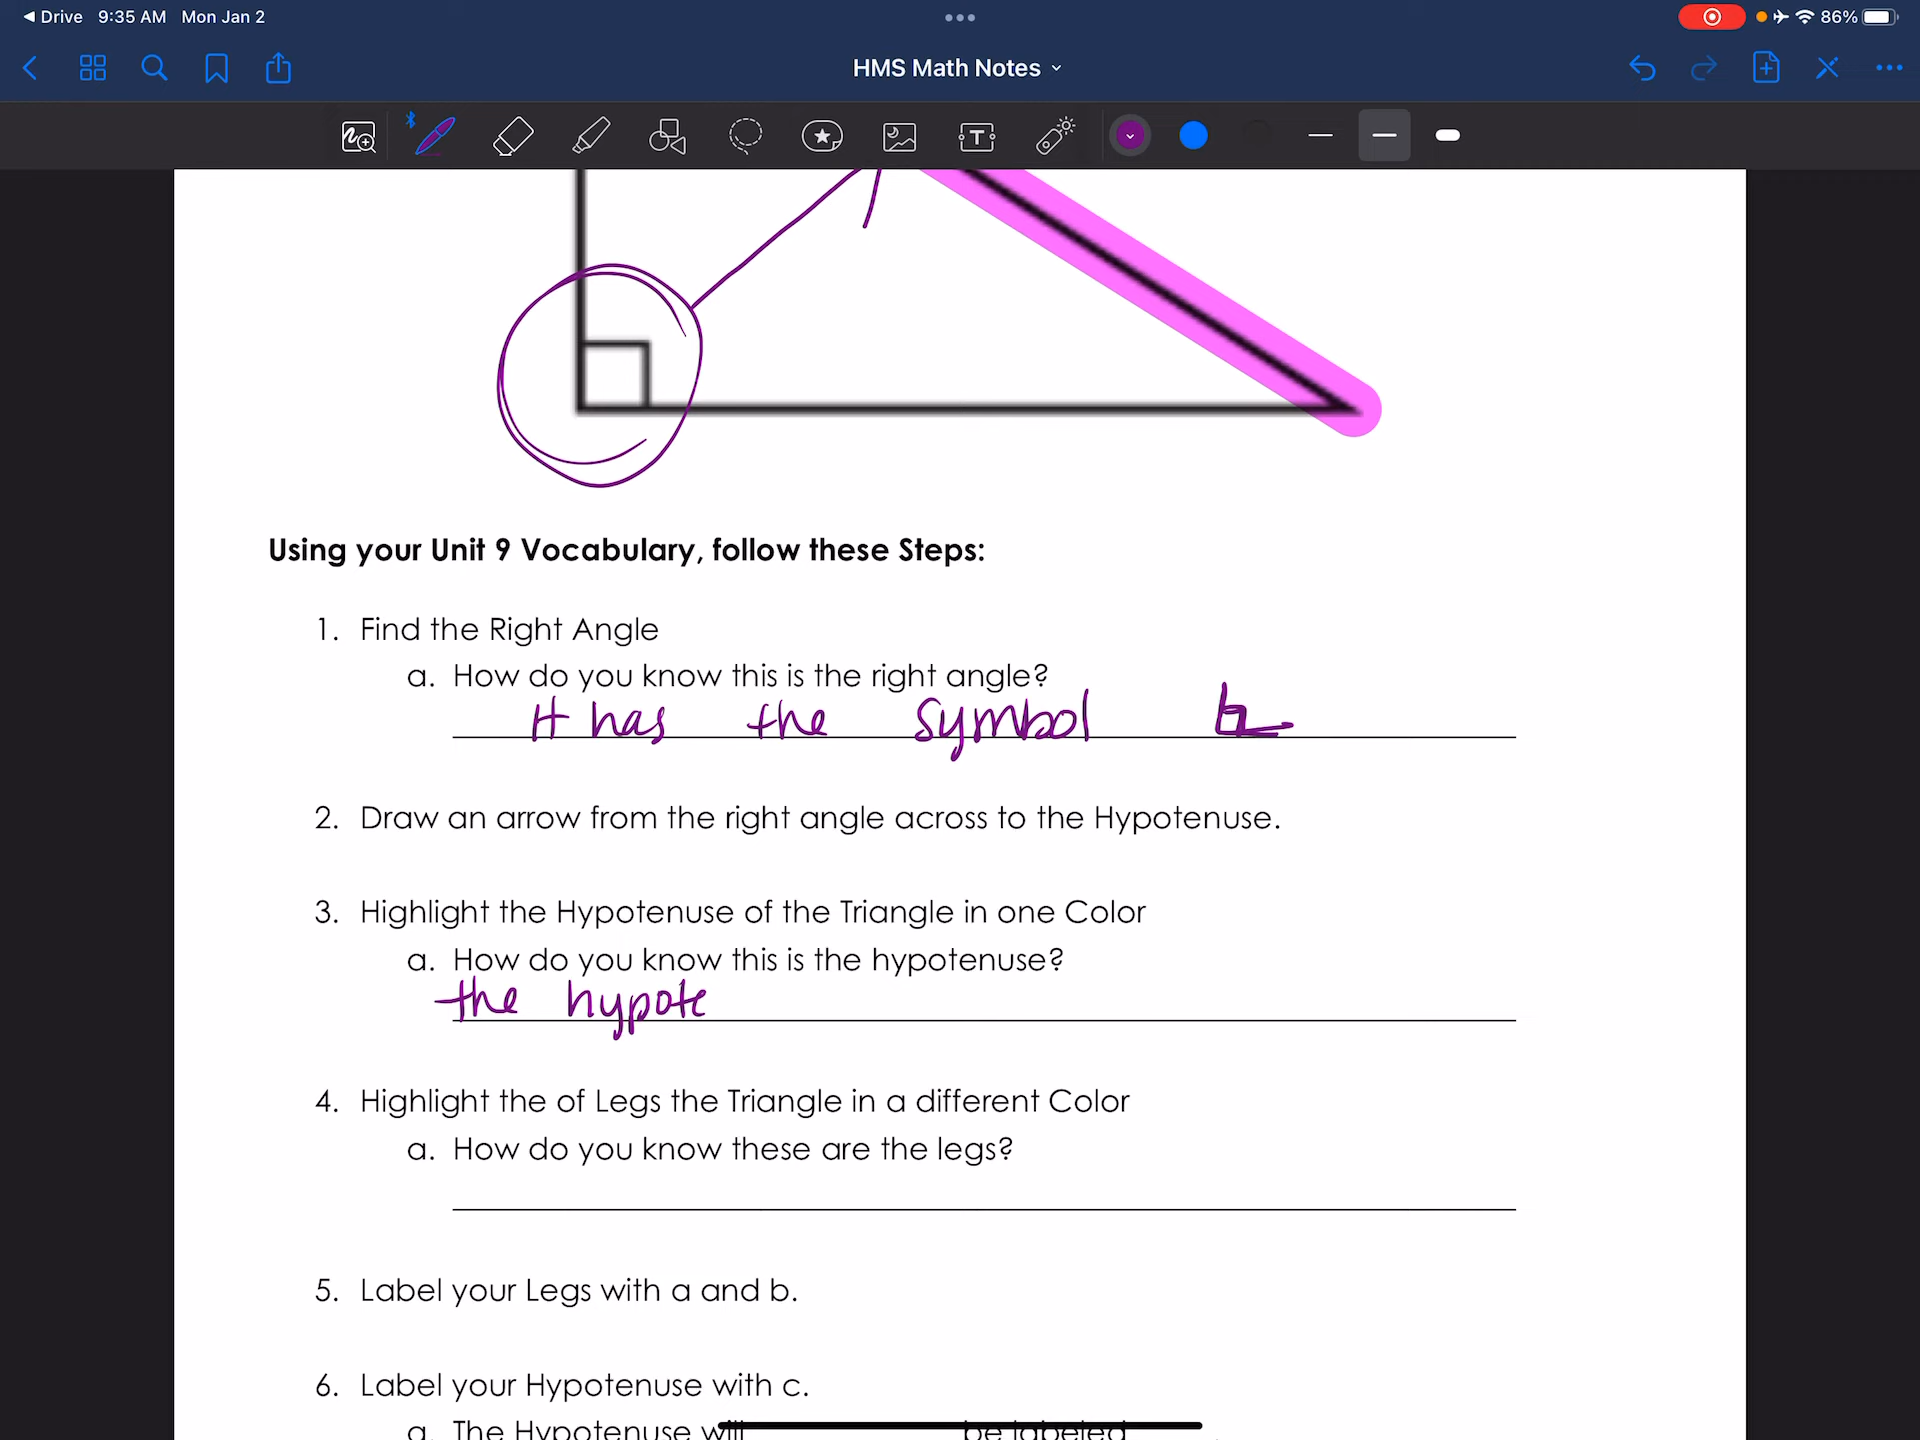 Drive 9:35 AM Mon Jan 2 86%
HMS Math Notes
Using your Unit 9 Vocabulary, follow these Steps:
1. Find the Right Angle
a. How do you know this is the right angle?
It has the symbol
2. Draw an arrow from the right angle across to the Hypotenuse.
3. Highlight the Hypotenuse of the Triangle in one Color
a. How do you know this is the hypotenuse?
the hypote
4. Highlight the of Legs the Triangle in a different Color
a. How do you know these are the legs?
5. Label your Legs with a and b.
6. Label your Hypotenuse with c.
a. The Hypotenuse will be labeled